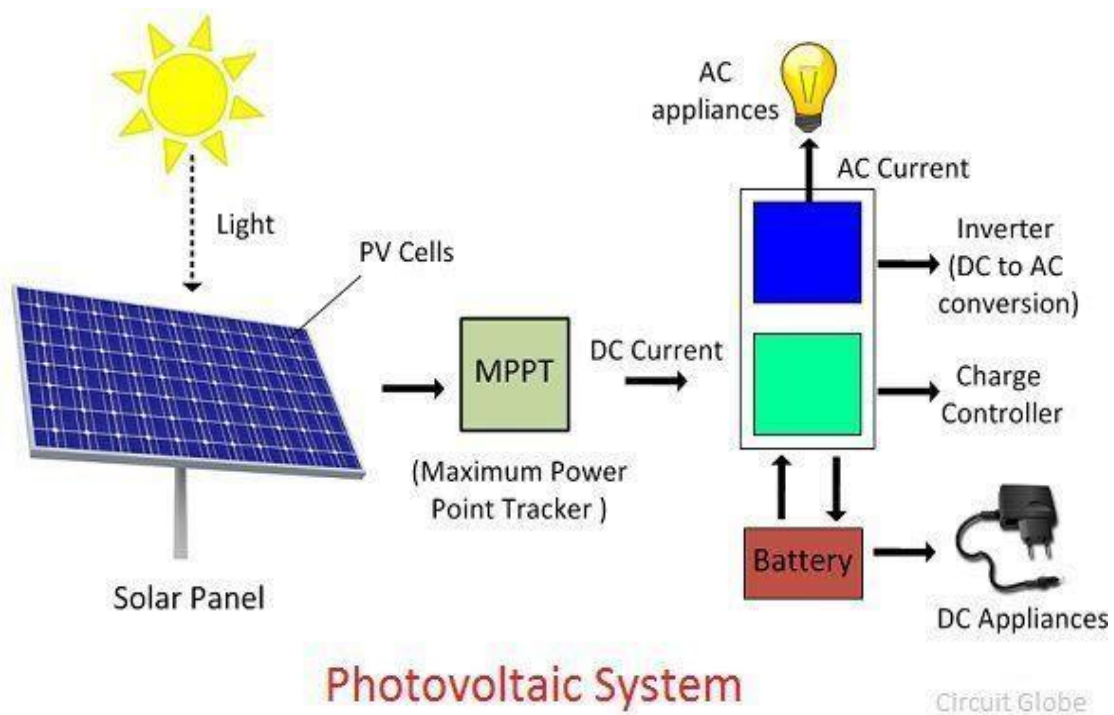 AC
appliances
AC Current
Light
PV Cells
Inverter
(DC to AC
conversion)
MPPT
DC Current
Charge
Controller
(Maximum Power
Point Tracker )
Battery
Solar Panel
DC Appliances
Photovoltaic System
Circuit Globe